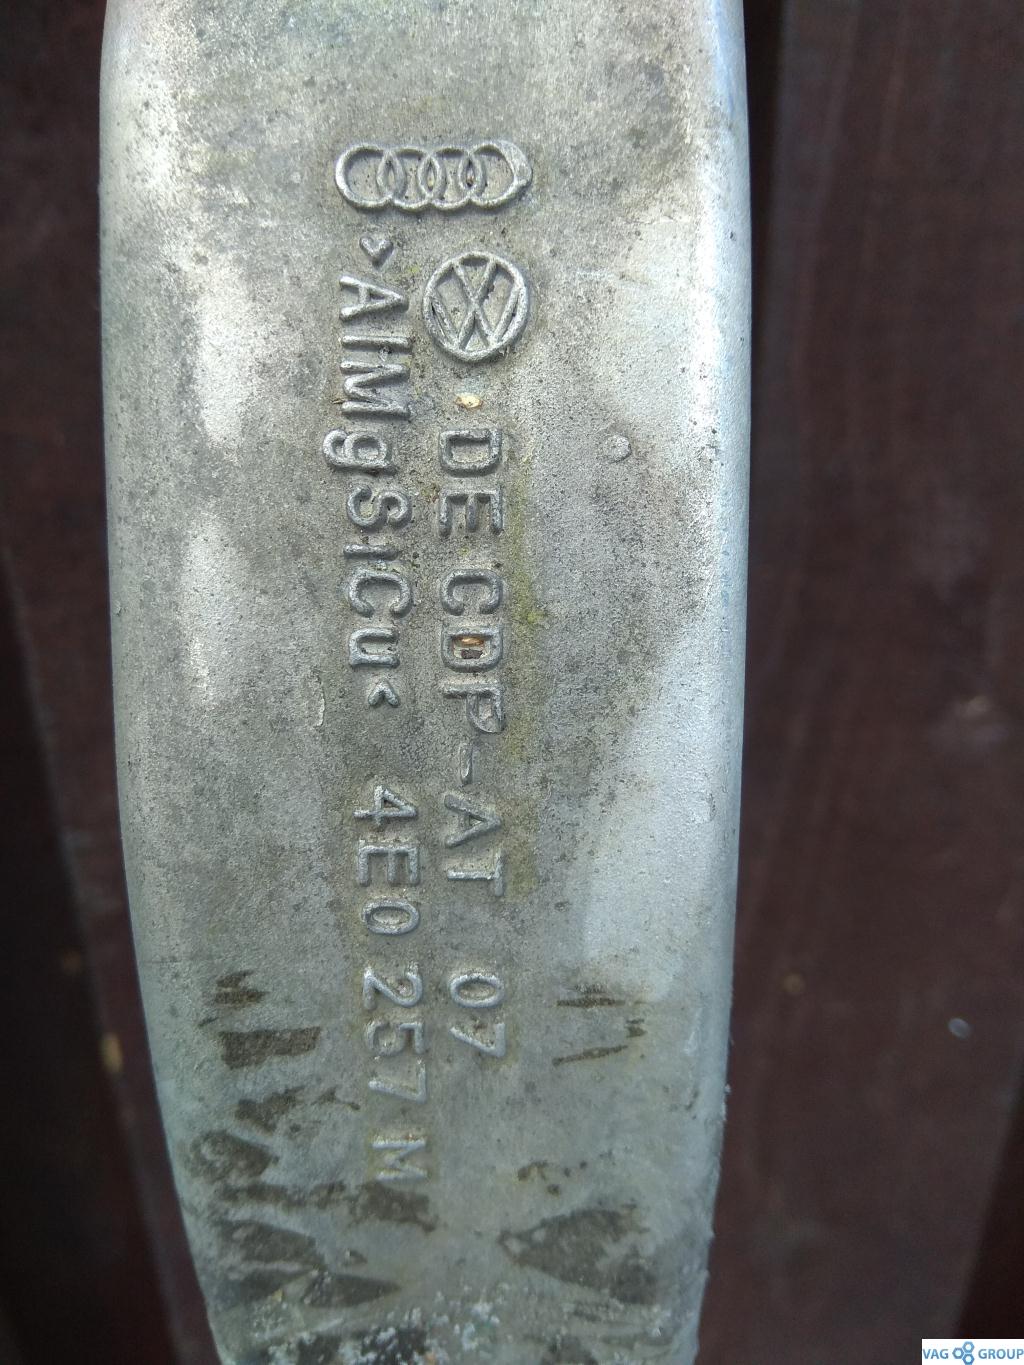 DE CDP-AT 07
>AlMgSiCu< 4E0 257 M
VAG GROUP